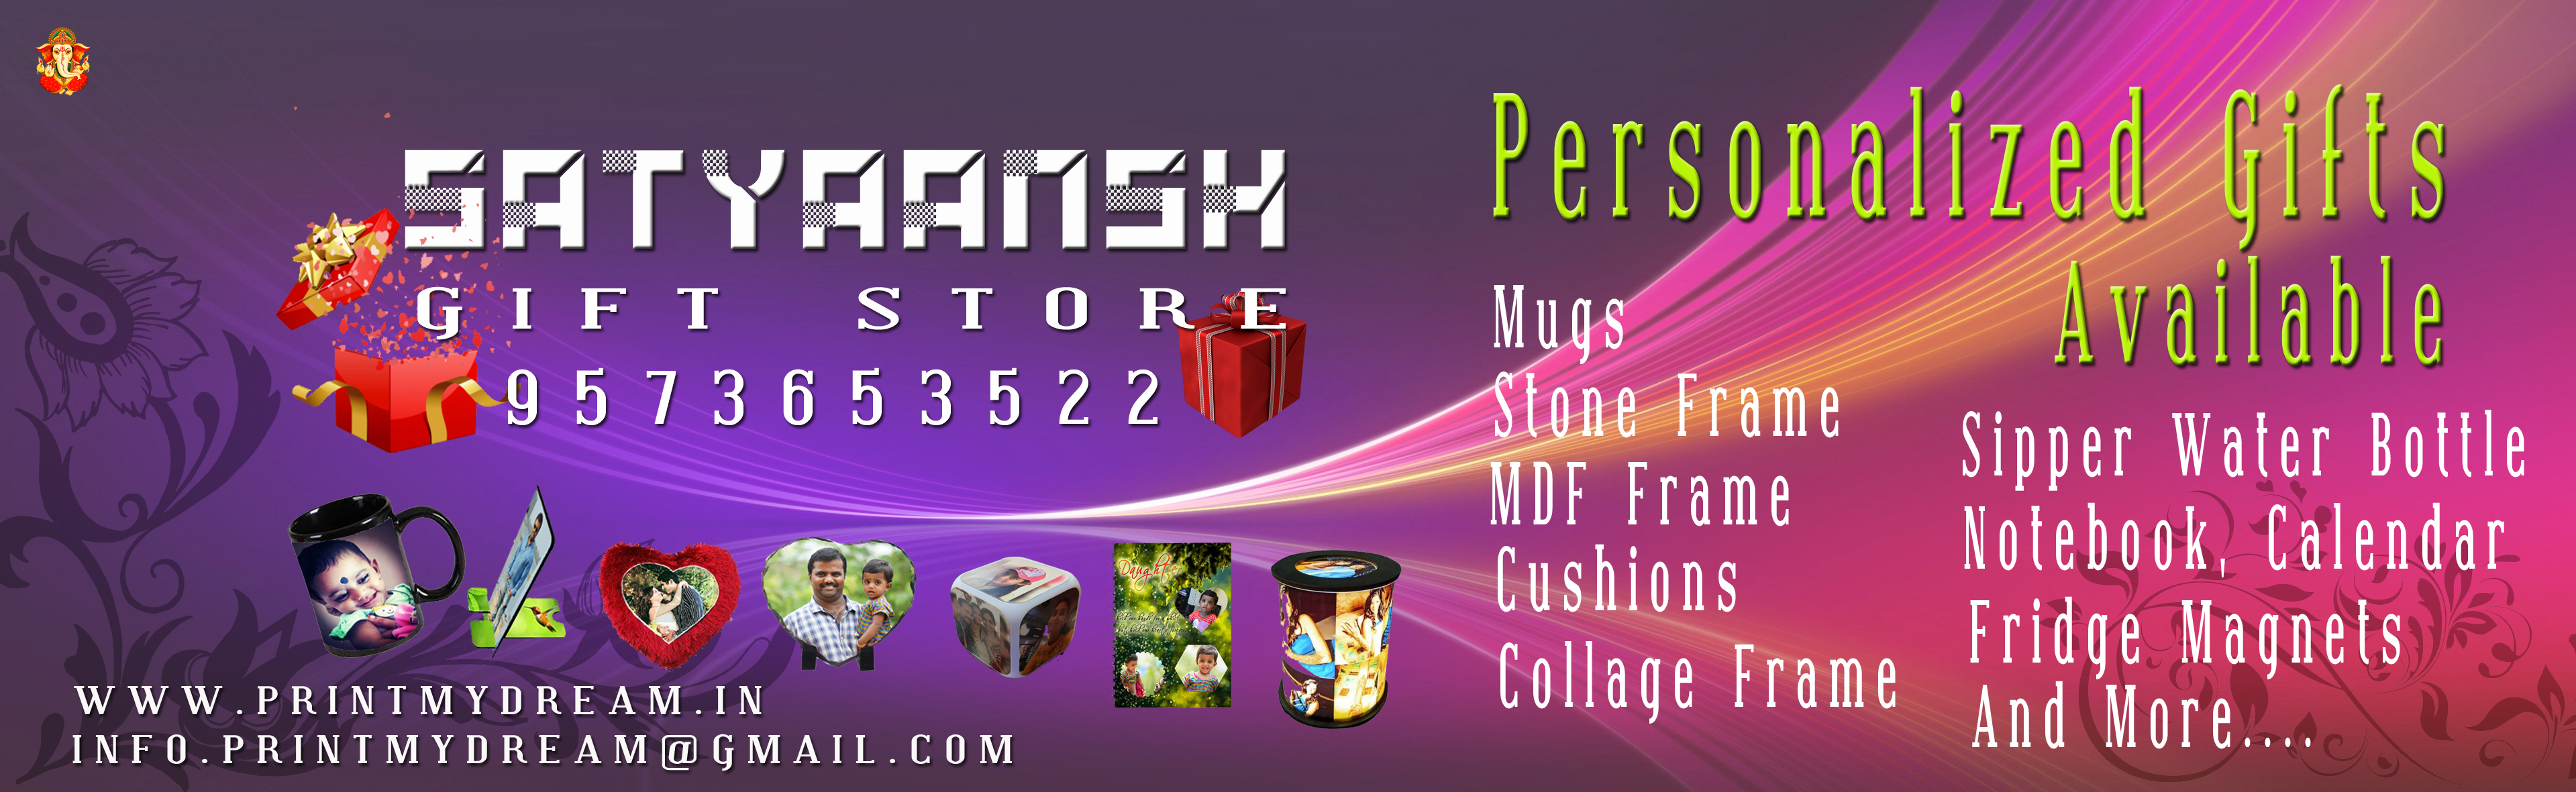 SATYAANSH
GIFT STORE
9573653522
WWW.PRINTMYDREAM.IN
INFO.PRINTMYDREAM@GMAIL.COM
Personalized Gifts
Available
Mugs
Stone Frame
MDF Frame
Cushions
Collage Frame
Sipper Water Bottle
Notebook, Calendar
Fridge Magnets
And More....